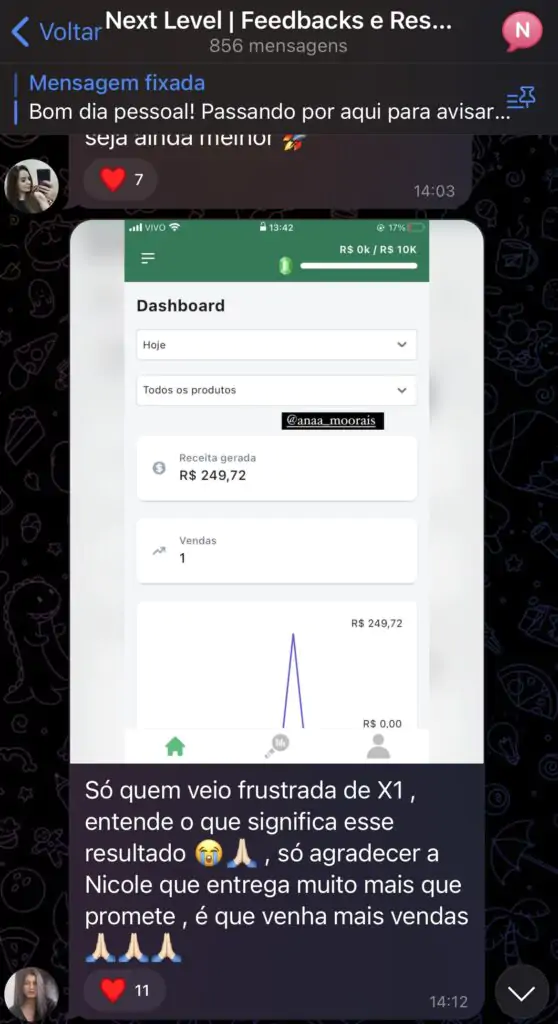 Voltar
Next Level | Feedbacks e Res...
856 mensagens
N
Mensagem fixada
Bom dia pessoal! Passando por aqui para avisar...
seja ainda melhor 🚀
❤️ 7
14:03
VIVO
13:42
17%
R$ 0k / R$ 10K
Dashboard
Hoje
Todos os produtos
@anaa_moorais
Receita gerada
R$ 249,72
Vendas
1
R$ 249,72
R$ 0,00
Só quem veio frustrada de X1 ,
entende o que significa esse
resultado 😭🙏🏻 , só agradecer a
Nicole que entrega muito mais que
promete , é que venha mais vendas
🙏🏻🙏🏻🙏🏻
❤️ 11
14:12